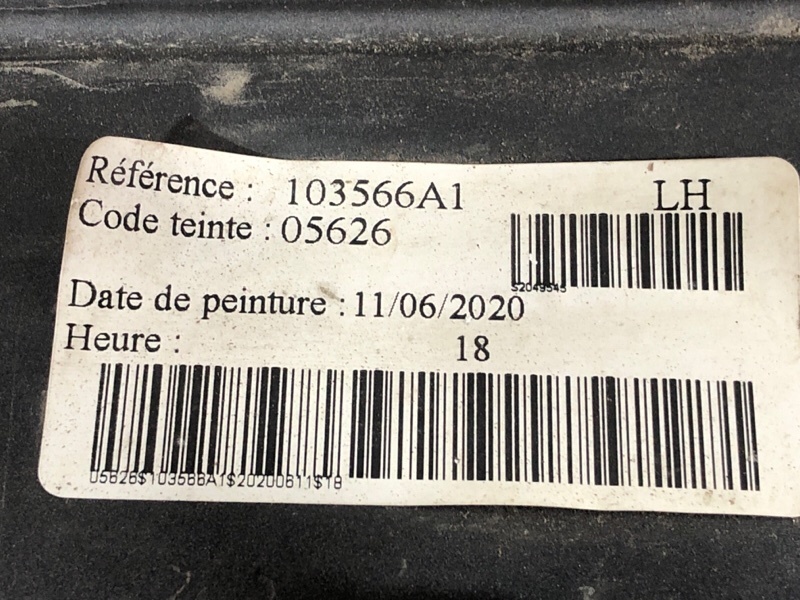 Référence : 103566A1 LH
Code teinte : 05626
S2049545
Date de peinture : 11/06/2020
Heure : 18
05626$103566A1$20200611$18